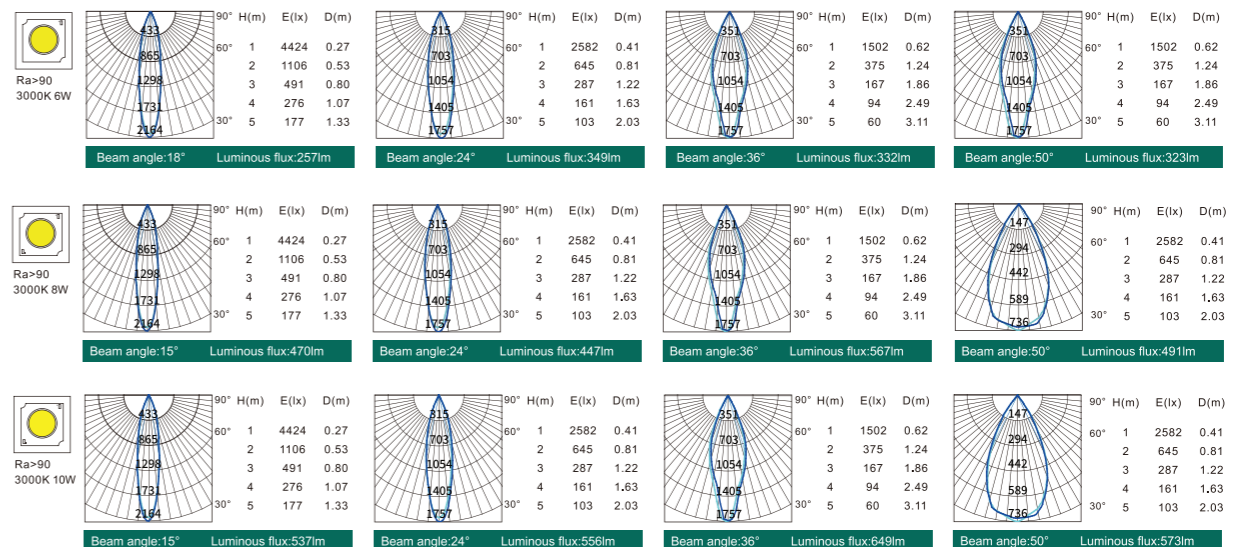 Ra>90
3000K 6W
433
865
1298
1731
2164
90° H(m) E(lx) D(m)
60° 1 4424 0.27
2 1106 0.53
3 491 0.80
4 276 1.07
30° 5 177 1.33
Beam angle:18° Luminous flux:257lm
315
703
1054
1405
1757
90° H(m) E(lx) D(m)
60° 1 2582 0.41
2 645 0.81
3 287 1.22
4 161 1.63
30° 5 103 2.03
Beam angle:24° Luminous flux:349lm
351
703
1054
1405
1757
90° H(m) E(lx) D(m)
60° 1 1502 0.62
2 375 1.24
3 167 1.86
4 94 2.49
30° 5 60 3.11
Beam angle:36° Luminous flux:332lm
351
703
1054
1405
1757
90° H(m) E(lx) D(m)
60° 1 1502 0.62
2 375 1.24
3 167 1.86
4 94 2.49
30° 5 60 3.11
Beam angle:50° Luminous flux:323lm
Ra>90
3000K 8W
433
865
1298
1731
2164
90° H(m) E(lx) D(m)
60° 1 4424 0.27
2 1106 0.53
3 491 0.80
4 276 1.07
30° 5 177 1.33
Beam angle:15° Luminous flux:470lm
315
703
1054
1405
1757
90° H(m) E(lx) D(m)
60° 1 2582 0.41
2 645 0.81
3 287 1.22
4 161 1.63
30° 5 103 2.03
Beam angle:24° Luminous flux:447lm
351
703
1054
1405
1757
90° H(m) E(lx) D(m)
60° 1 1502 0.62
2 375 1.24
3 167 1.86
4 94 2.49
30° 5 60 3.11
Beam angle:36° Luminous flux:567lm
147
294
442
589
736
90° H(m) E(lx) D(m)
60° 1 2582 0.41
2 645 0.81
3 287 1.22
4 161 1.63
30° 5 103 2.03
Beam angle:50° Luminous flux:491lm
Ra>90
3000K 10W
433
865
1298
1731
2164
90° H(m) E(lx) D(m)
60° 1 4424 0.27
2 1106 0.53
3 491 0.80
4 276 1.07
30° 5 177 1.33
Beam angle:15° Luminous flux:537lm
315
703
1054
1405
1757
90° H(m) E(lx) D(m)
60° 1 2582 0.41
2 645 0.81
3 287 1.22
4 161 1.63
30° 5 103 2.03
Beam angle:24° Luminous flux:556lm
351
703
1054
1405
1757
90° H(m) E(lx) D(m)
60° 1 1502 0.62
2 375 1.24
3 167 1.86
4 94 2.49
30° 5 60 3.11
Beam angle:36° Luminous flux:649lm
147
294
442
589
736
90° H(m) E(lx) D(m)
60° 1 2582 0.41
2 645 0.81
3 287 1.22
4 161 1.63
30° 5 103 2.03
Beam angle:50° Luminous flux:573lm